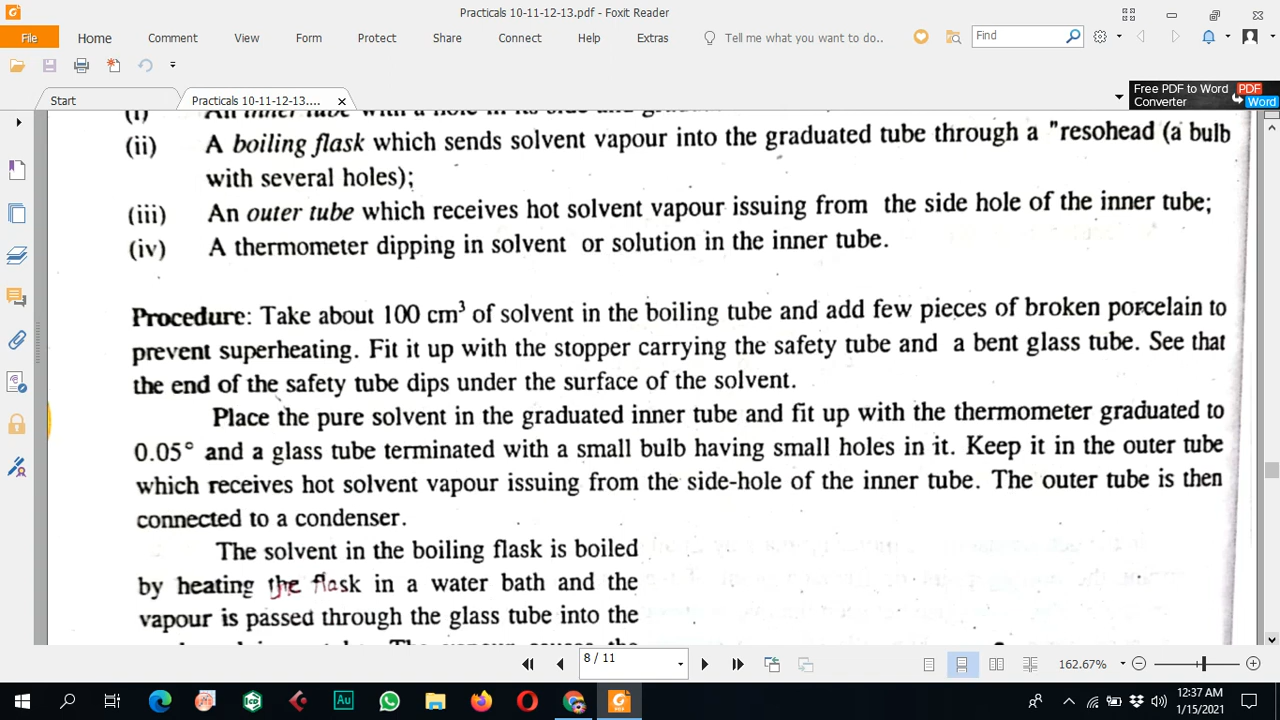 Practicals 10-11-12-13.pdf - Foxit Reader
File Home Comment View Form Protect Share Connect Help Extras Tell me what you want to do.. Find
Start Practicals 10-11-12-13.... Free PDF to Word Converter PDF Word
(i) An inner tube with a hole in its side and
(ii) A boiling flask which sends solvent vapour into the graduated tube through a "resohead (a bulb
with several holes);
(iii) An outer tube which receives hot solvent vapour issuing from the side hole of the inner tube;
(iv) A thermometer dipping in solvent or solution in the inner tube.
Procedure: Take about 100 cm³ of solvent in the boiling tube and add few pieces of broken porcelain to
prevent superheating. Fit it up with the stopper carrying the safety tube and a bent glass tube. See that
the end of the safety tube dips under the surface of the solvent.
Place the pure solvent in the graduated inner tube and fit up with the thermometer graduated to
0.05° and a glass tube terminated with a small bulb having small holes in it. Keep it in the outer tube
which receives hot solvent vapour issuing from the side-hole of the inner tube. The outer tube is then
connected to a condenser.
The solvent in the boiling flask is boiled
by heating the flask in a water bath and the
vapour is passed through the glass tube into the
8 / 11 162.67%
12:37 AM
1/15/2021